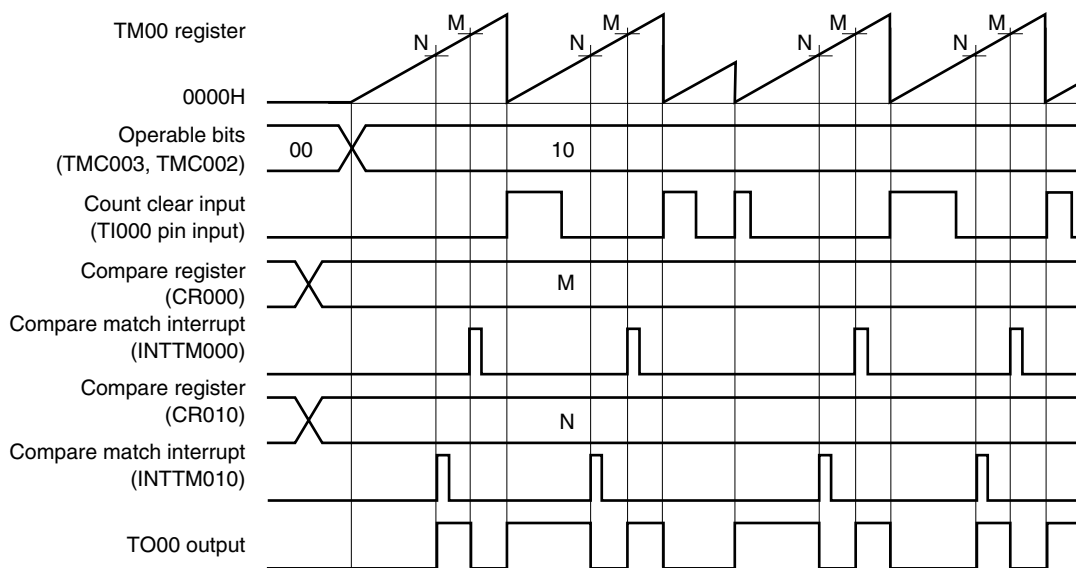 TM00 register
M
N
M
N
M
N
M
N
0000H
Operable bits
(TMC003, TMC002)
00
10
Count clear input
(TI000 pin input)
Compare register
(CR000)
M
Compare match interrupt
(INTTM000)
Compare register
(CR010)
N
Compare match interrupt
(INTTM010)
TO00 output